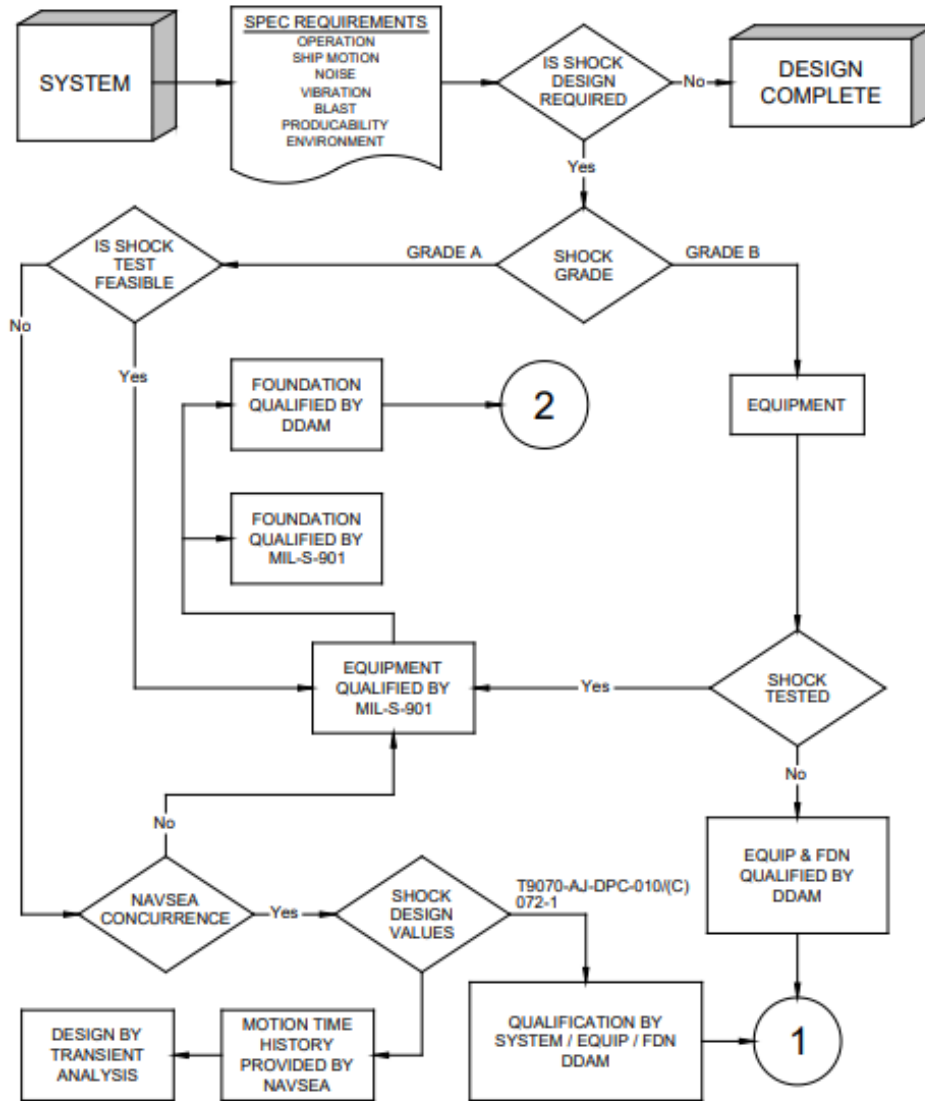 SYSTEM
SPEC REQUIREMENTS
OPERATION
SHIP MOTION
NOISE
VIBRATION
BLAST
PRODUCABILITY
ENVIRONMENT
IS SHOCK
DESIGN
REQUIRED
No
DESIGN
COMPLETE
Yes
IS SHOCK
TEST
FEASIBLE
GRADE A
SHOCK
GRADE
GRADE B
No
Yes
FOUNDATION
QUALIFIED BY
DDAM
2
EQUIPMENT
FOUNDATION
QUALIFIED BY
MIL-S-901
EQUIPMENT
QUALIFIED BY
MIL-S-901
Yes
SHOCK
TESTED
No
No
EQUIP & FDN
QUALIFIED BY
DDAM
NAVSEA
CONCURRENCE
Yes
SHOCK
DESIGN
VALUES
T9070-AJ-DPC-010/(C)
072-1
DESIGN BY
TRANSIENT
ANALYSIS
MOTION TIME
HISTORY
PROVIDED BY
NAVSEA
QUALIFICATION BY
SYSTEM / EQUIP / FDN
DDAM
1